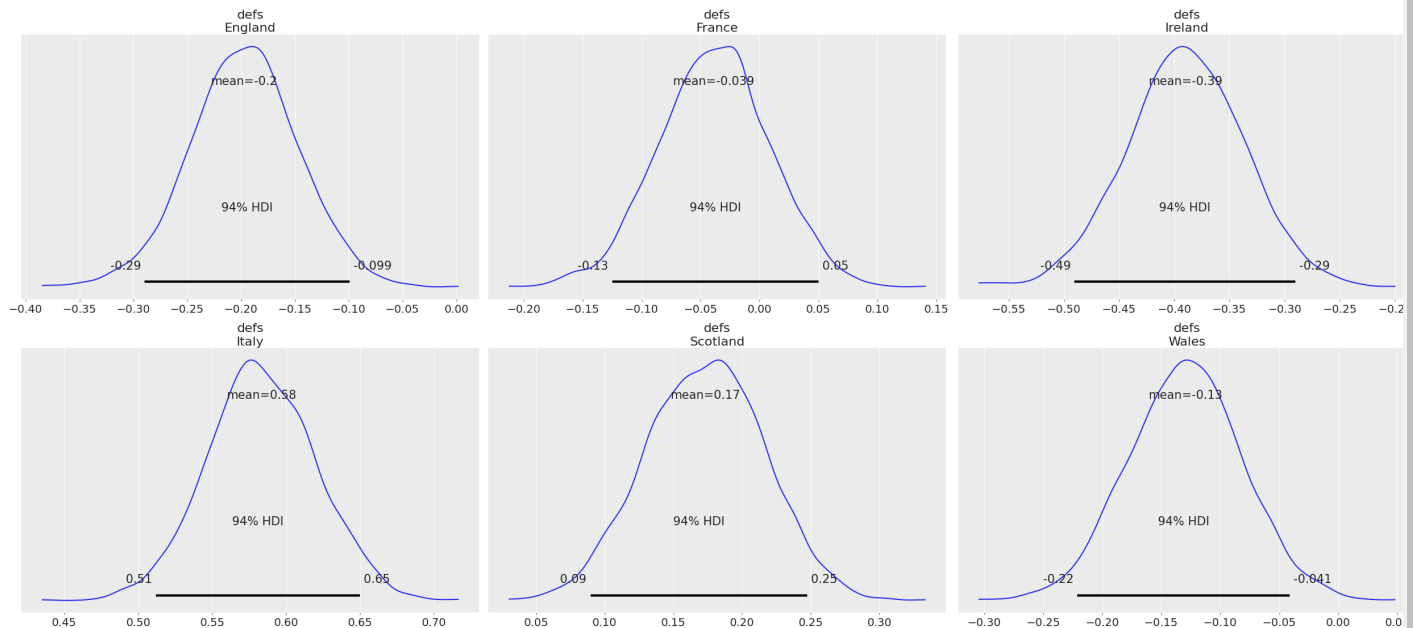 defs
England
mean=-0.2
94% HDI
-0.29
-0.099
−0.40 −0.35 −0.30 −0.25 −0.20 −0.15 −0.10 −0.05 0.00
defs
France
mean=-0.039
94% HDI
-0.13
0.05
−0.20 −0.15 −0.10 −0.05 0.00 0.05 0.10 0.15
defs
Ireland
mean=-0.39
94% HDI
-0.49
-0.29
−0.55 −0.50 −0.45 −0.40 −0.35 −0.30 −0.25 −0.2
defs
Italy
mean=0.58
94% HDI
0.51
0.65
0.45 0.50 0.55 0.60 0.65 0.70
defs
Scotland
mean=0.17
94% HDI
0.09
0.25
0.05 0.10 0.15 0.20 0.25 0.30
defs
Wales
mean=-0.13
94% HDI
-0.22
-0.041
−0.30 −0.25 −0.20 −0.15 −0.10 −0.05 0.00 0.0